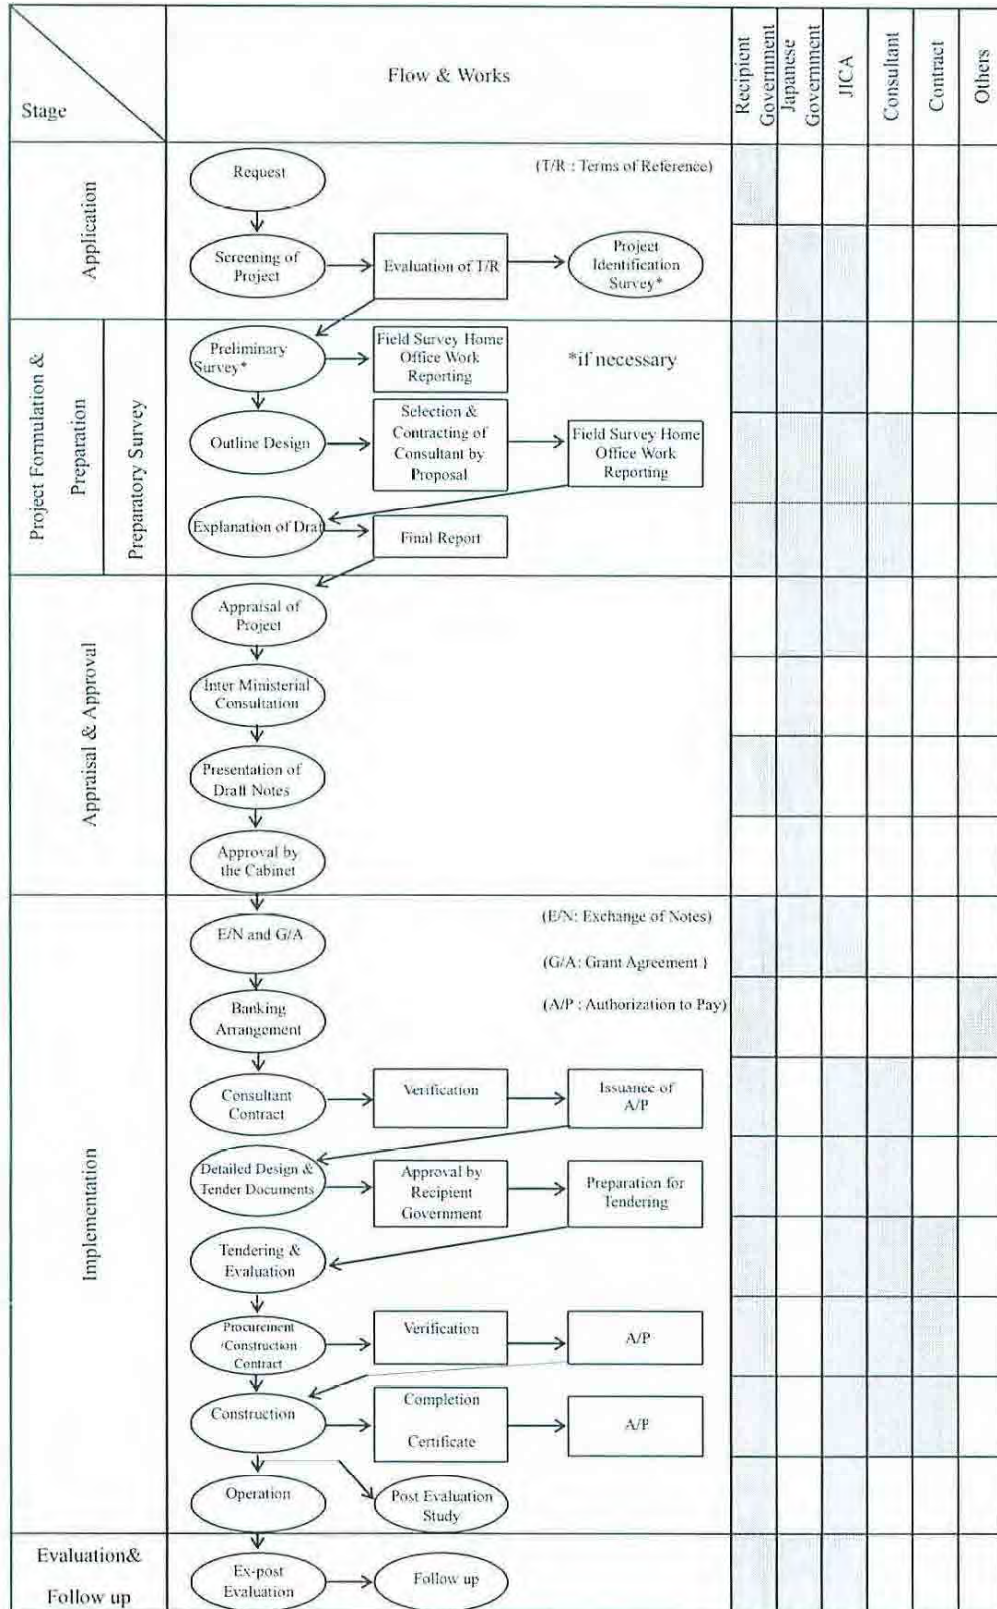 Stage
Flow & Works
Recipient
Government
Japanese
Government
JICA
Consultant
Contract
Others
Application
Request
(T/R : Terms of Reference)
Screening of
Project
Evaluation of T/R
Project
Identification
Survey*
Project Formulation &
Preparation
Preparatory Survey
Preliminary
Survey*
Field Survey Home
Office Work
Reporting
*if necessary
Outline Design
Selection &
Contracting of
Consultant by
Proposal
Field Survey Home
Office Work
Reporting
Explanation of Draft
Final Report
Appraisal & Approval
Appraisal of
Project
Inter Ministerial
Consultation
Presentation of
Draft Notes
Approval by
the Cabinet
Implementation
E/N and G/A
(E/N: Exchange of Notes)
(G/A: Grant Agreement )
(A/P : Authorization to Pay)
Banking
Arrangement
Consultant
Contract
Verification
Issuance of
A/P
Detailed Design &
Tender Documents
Approval by
Recipient
Government
Preparation for
Tendering
Tendering &
Evaluation
Procurement
/Construction
Contract
Verification
A/P
Construction
Completion
Certificate
A/P
Operation
Post Evaluation
Study
Evaluation&
Follow up
Ex-post
Evaluation
Follow up